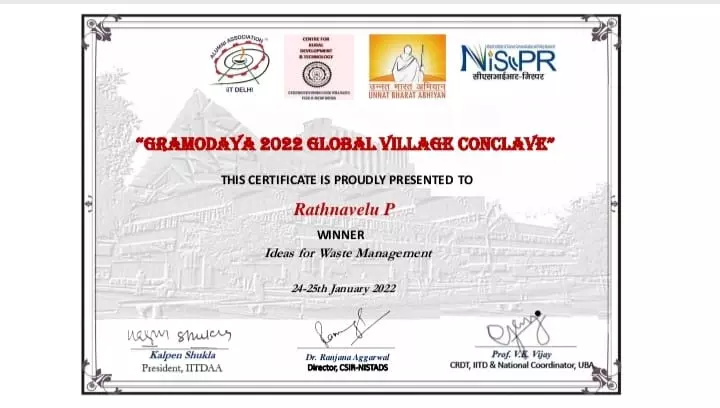 ALUMNI ASSOCIATION
IIT DELHI
CENTRE FOR
RURAL
DEVELOPMENT
& TECHNOLOGY
उन्नत भारत अभियान
UNNAT BHARAT ABHIYAN
NIScPR
सीएसआईआर-निस्पर
"GRAMODAYA 2022 GLOBAL VILLAGE CONCLAVE"
THIS CERTIFICATE IS PROUDLY PRESENTED TO
Rathnavelu P
WINNER
Ideas for Waste Management
24-25th January 2022
Kalpen Shukla
President, IITDAA
Dr. Ranjana Aggarwal
Director, CSIR-NISTADS
Prof. V.K. Vijay
CRDT, IITD & National Coordinator, UBA